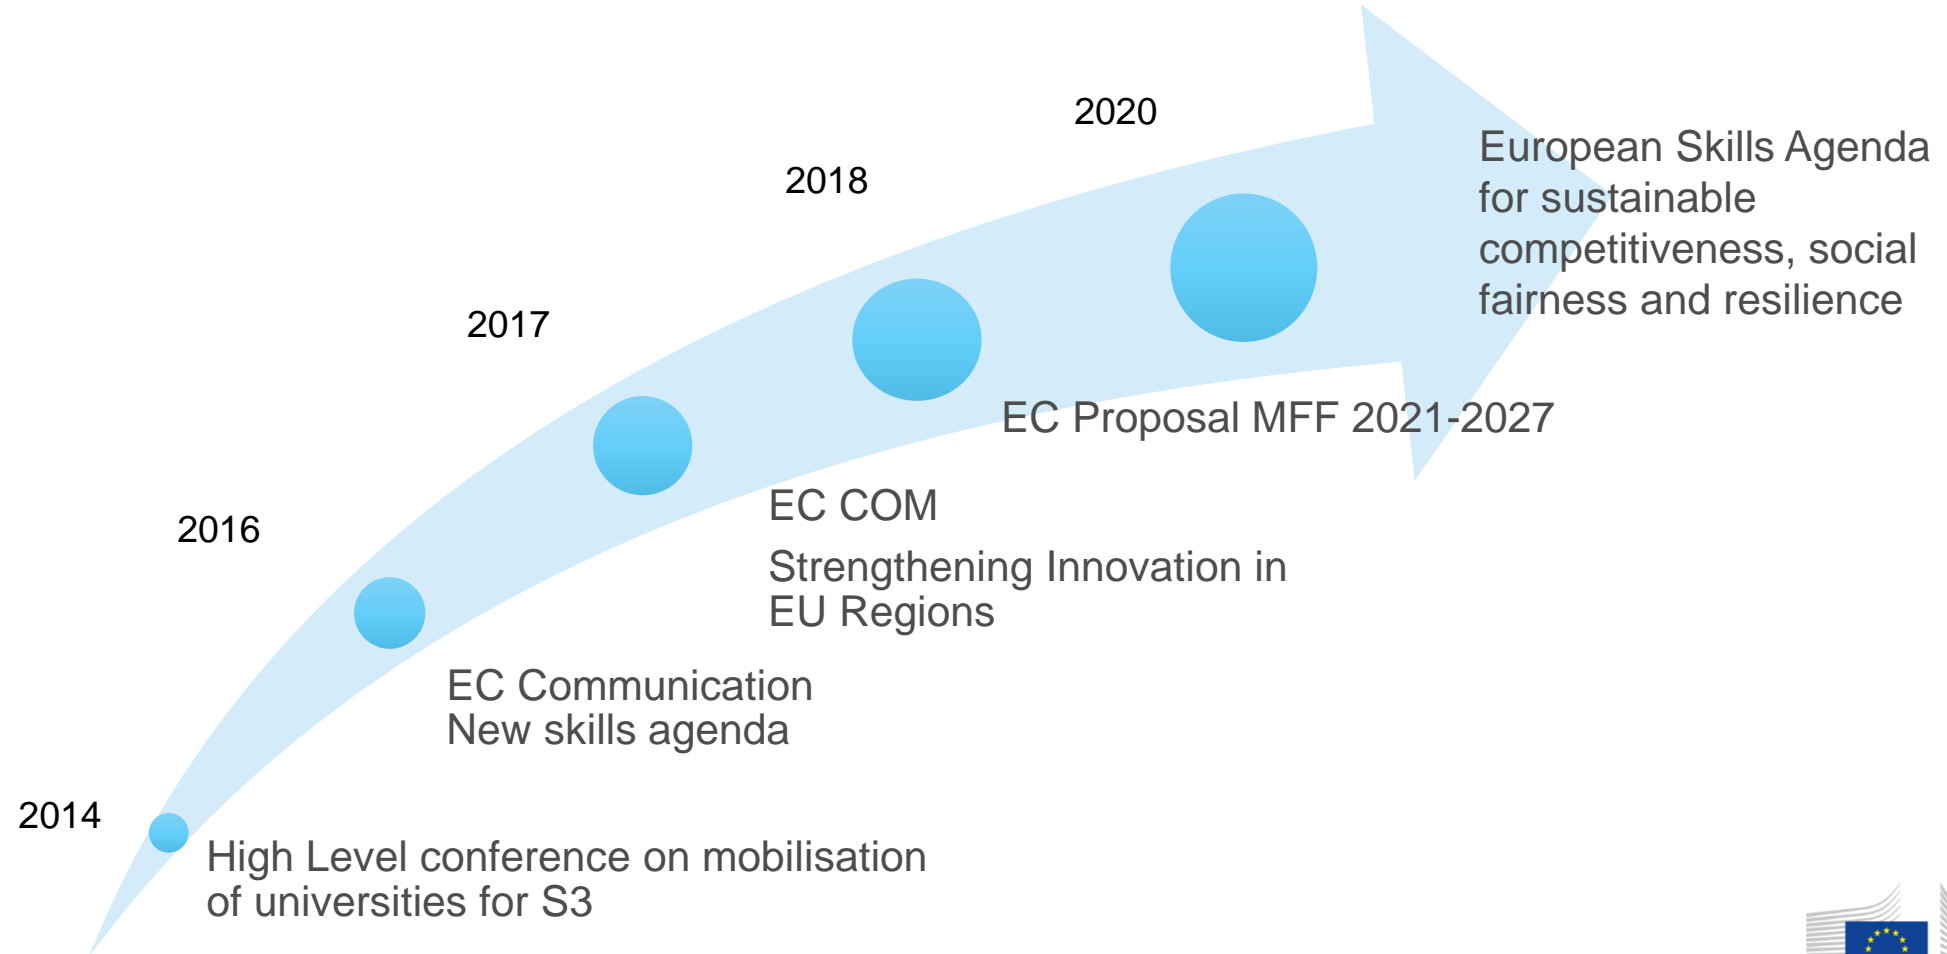 2014
High Level conference on mobilisation
of universities for S3
2016
EC Communication
New skills agenda
2017
EC COM
Strengthening Innovation in
EU Regions
2018
EC Proposal MFF 2021-2027
2020
European Skills Agenda
for sustainable
competitiveness, social
fairness and resilience